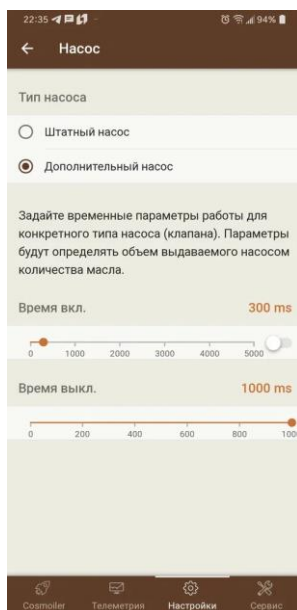 22:35 94%
Насос
Тип насоса
Штатный насос
Дополнительный насос
Задайте временные параметры работы для
конкретного типа насоса (клапана). Параметры
будут определять объем выдаваемого насосом
количества масла.
Время вкл. 300 ms
0 1000 2000 3000 4000 5000
Время выкл. 1000 ms
0 200 400 600 800 100
Cosmoiler Телеметрия Настройки Сервис